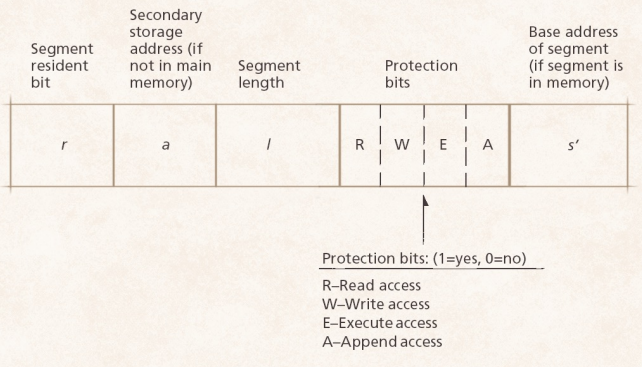 Segment
resident
bit
Secondary
storage
address (if
not in main
memory)
Segment
length
Protection
bits
Base address
of segment
(if segment is
in memory)
r
a
l
R
W
E
A
s′
Protection bits: (1=yes, 0=no)
R–Read access
W–Write access
E–Execute access
A–Append access